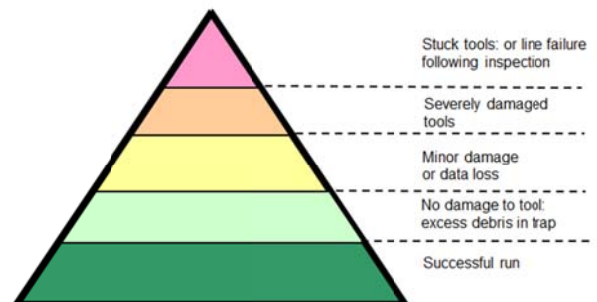 Stuck tools: or line failure
following inspection
Severely damaged
tools
Minor damage
or data loss
No damage to tool:
excess debris in trap
Successful run